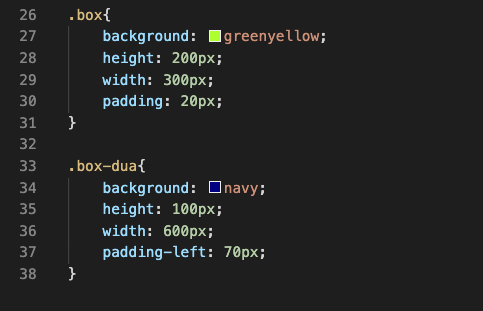 26 .box{
27 background: greenyellow;
28 height: 200px;
29 width: 300px;
30 padding: 20px;
31 }
32
33 .box-dua{
34 background: navy;
35 height: 100px;
36 width: 600px;
37 padding-left: 70px;
38 }